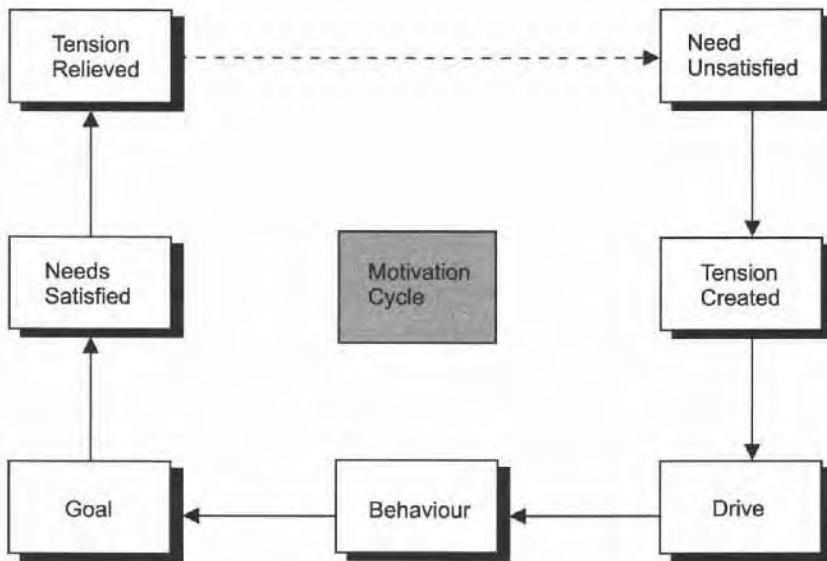 Tension
Relieved
Need
Unsatisfied
Needs
Satisfied
Motivation
Cycle
Tension
Created
Goal
Behaviour
Drive